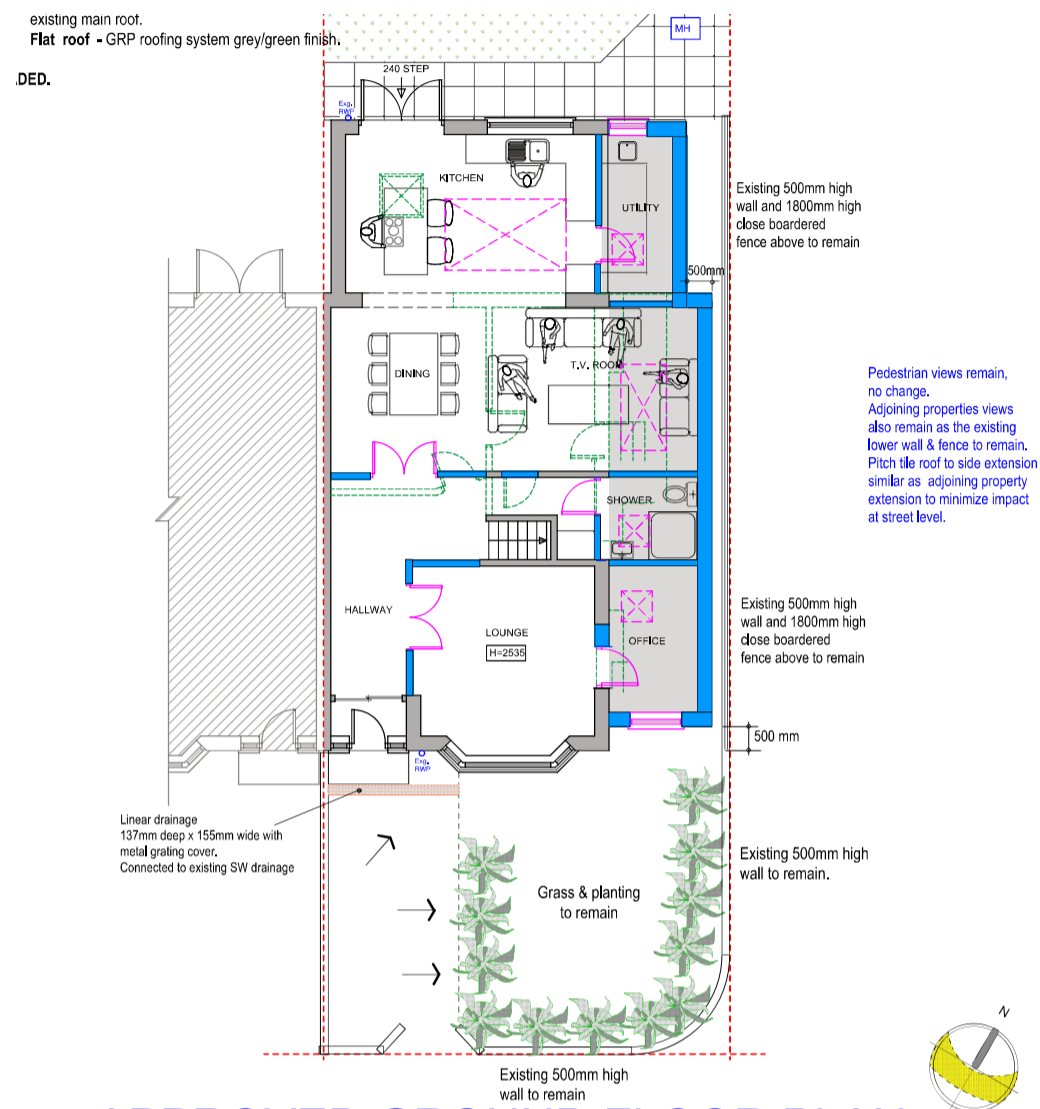 existing main roof.
Flat roof - GRP roofing system grey/green finish.
DED.
MH
240 STEP
Exg.
RWP
KITCHEN
UTILITY
Existing 500mm high
wall and 1800mm high
close boardered
fence above to remain
500mm
DINING
T.V. ROOM
Pedestrian views remain,
no change.
Adjoining properties views
also remain as the existing
lower wall & fence to remain.
Pitch tile roof to side extension
similar as adjoining property
extension to minimize impact
at street level.
SHOWER
HALLWAY
LOUNGE
H=2535
OFFICE
Existing 500mm high
wall and 1800mm high
close boardered
fence above to remain
500 mm
Exg.
RWP
Linear drainage
137mm deep x 155mm wide with
metal grating cover.
Connected to existing SW drainage
Existing 500mm high
wall to remain.
Grass & planting
to remain
N
Existing 500mm high
wall to remain
APPROVED GROUND FLOOR PLAN